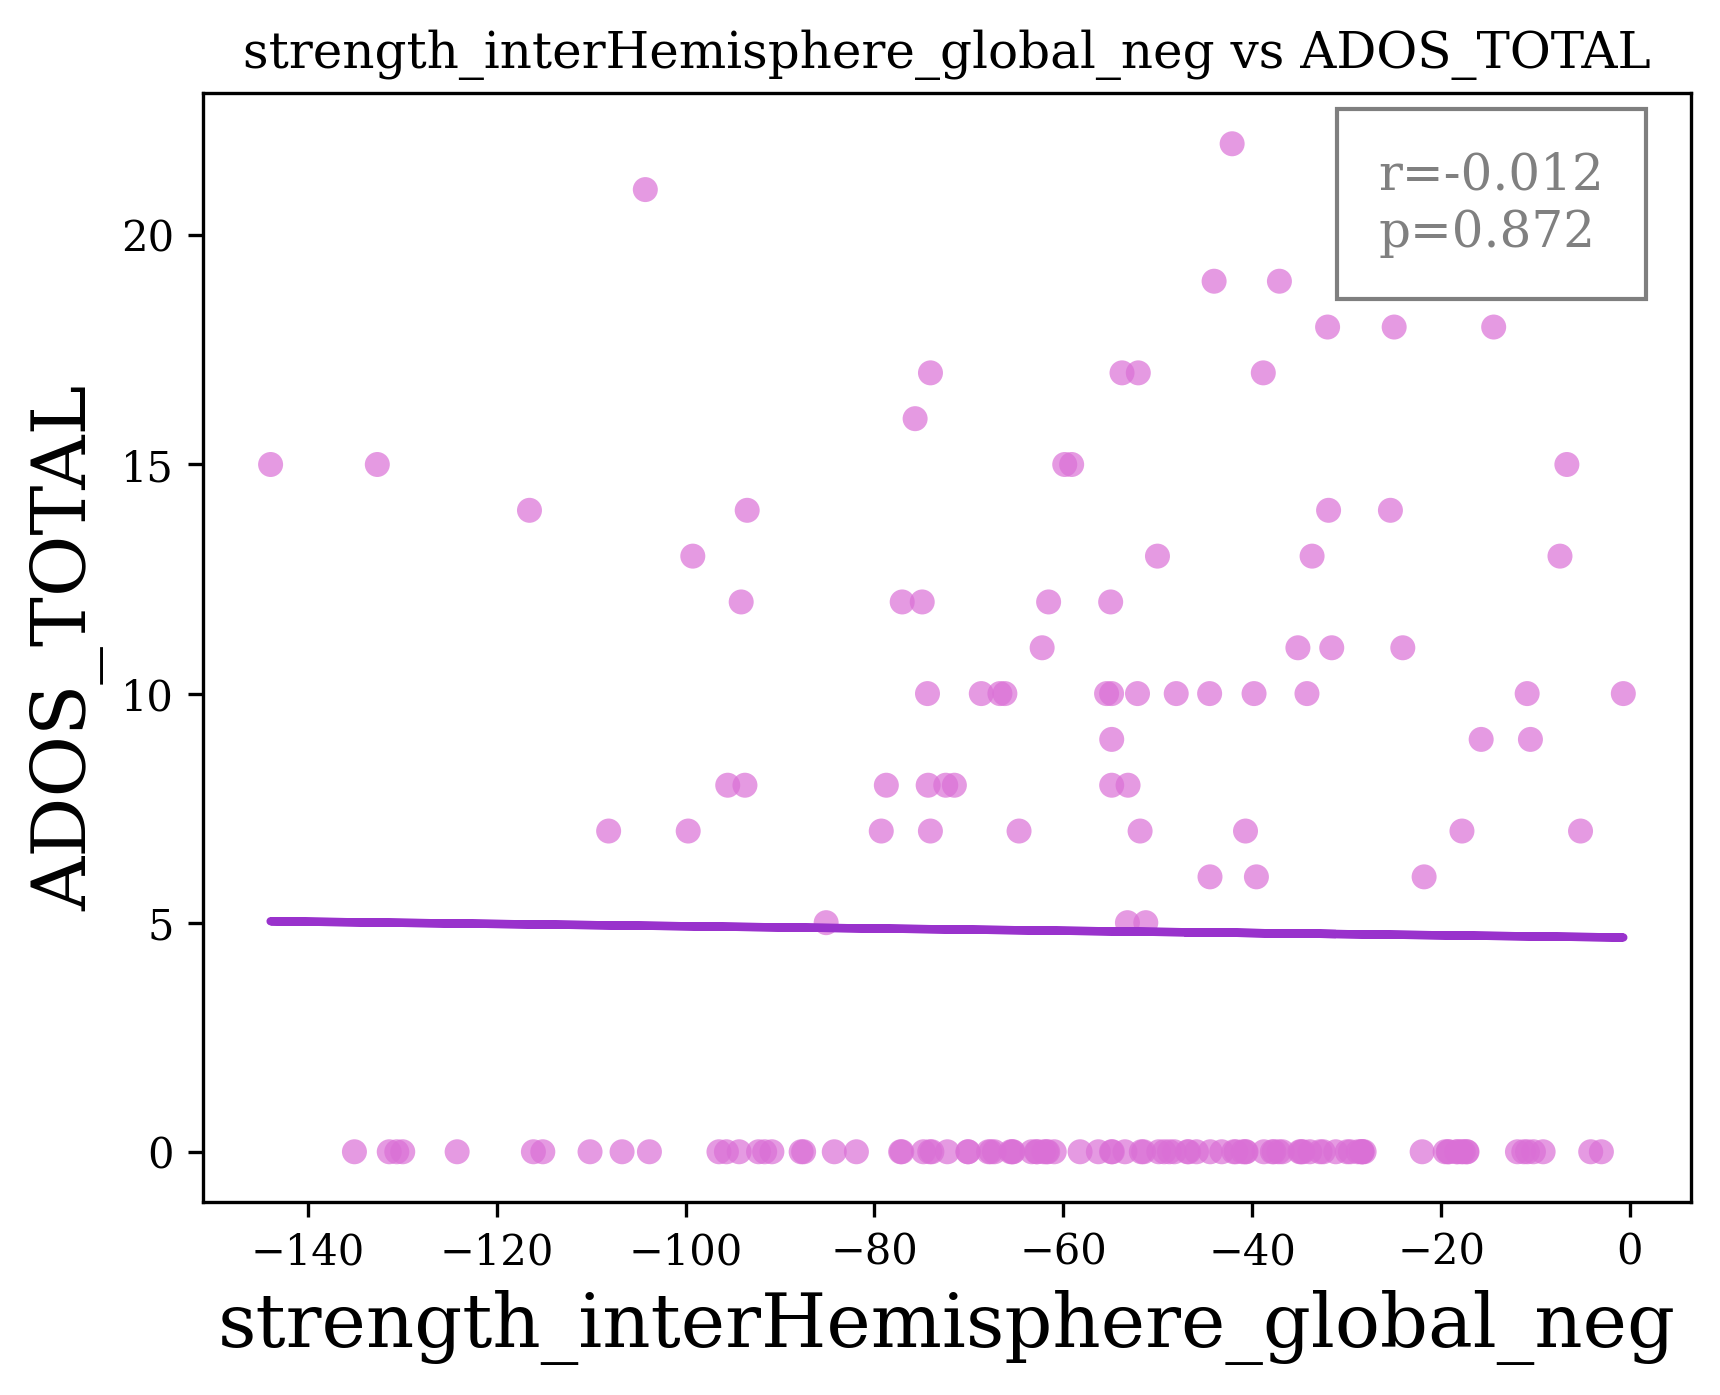 strength_interHemisphere_global_neg vs ADOS_TOTAL
r=-0.012
p=0.872
ADOS_TOTAL
20
15
10
5
0
−140 −120 −100 −80 −60 −40 −20 0
strength_interHemisphere_global_neg